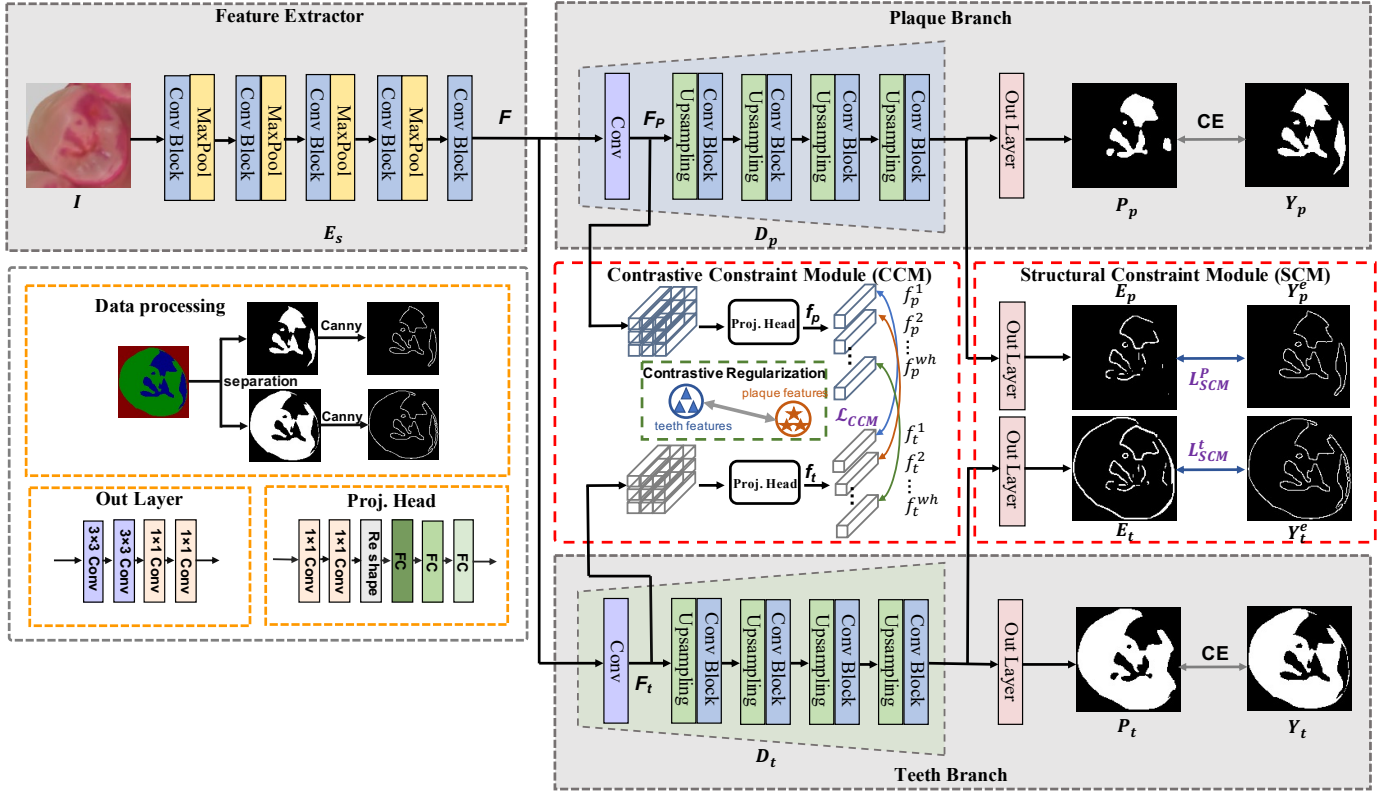 Feature Extractor
I
Conv Block
MaxPool
Conv Block
MaxPool
Conv Block
MaxPool
Conv Block
MaxPool
Conv Block
F
E_s
Plaque Branch
Conv
F_P
Upsampling
Conv Block
Upsampling
Conv Block
Upsampling
Conv Block
Upsampling
Conv Block
D_p
Out Layer
P_p
CE
Y_p
Data processing
separation
Canny
Canny
Out Layer
3×3 Conv
3×3 Conv
1×1 Conv
1×1 Conv
Proj. Head
1×1 Conv
1×1 Conv
Re shape
FC
FC
FC
Contrastive Constraint Module (CCM)
Proj. Head
f_p
f_p^1
f_p^2
...
f_p^{wh}
Contrastive Regularization
plaque features
teeth features
ℒ_{CCM}
Proj. Head
f_t
f_t^1
f_t^2
...
f_t^{wh}
Structural Constraint Module (SCM)
Out Layer
E_p
L_{SCM}^P
Y_p^e
Out Layer
E_t
L_{SCM}^t
Y_t^e
Conv
F_t
Upsampling
Conv Block
Upsampling
Conv Block
Upsampling
Conv Block
Upsampling
Conv Block
D_t
Out Layer
P_t
CE
Y_t
Teeth Branch